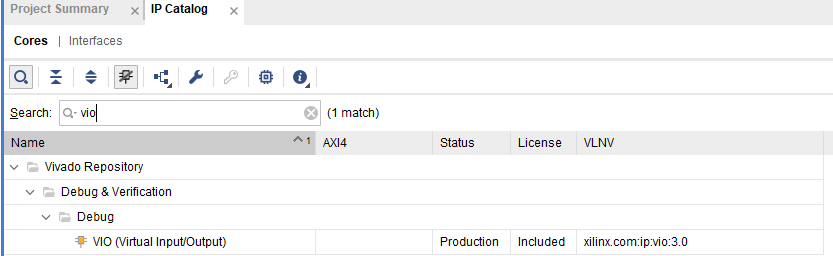 Project Summary × IP Catalog ×
Cores | Interfaces
Search: vio (1 match)
Name 1 AXI4 Status License VLNV
Vivado Repository
Debug & Verification
Debug
VIO (Virtual Input/Output) Production Included xilinx.com:ip:vio:3.0